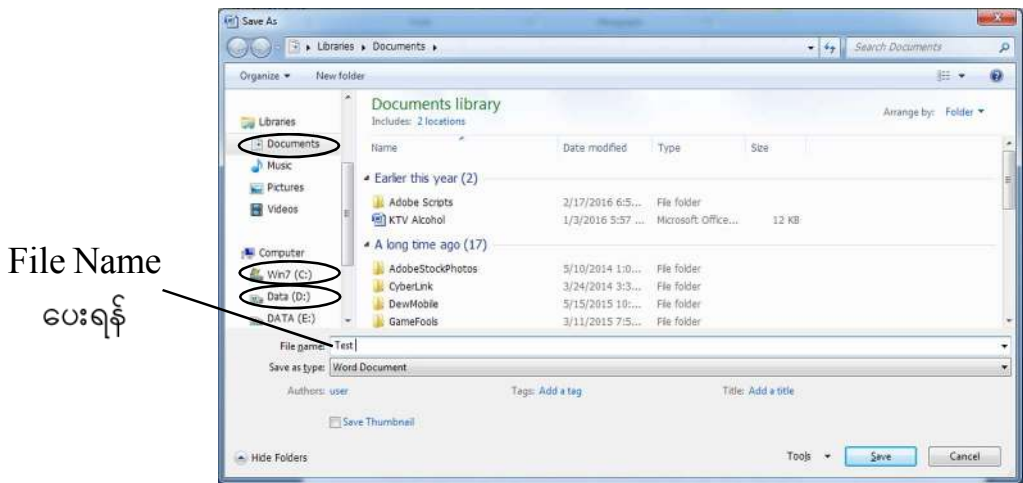 Save As
Libraries Documents
Search Documents
Organize New folder
Documents library
Includes: 2 locations
Arrange by: Folder
Libraries
Documents
Music
Pictures
Videos
Computer
Win7 (C:)
Data (D:)
DATA (E:)
Name Date modified Type Size
Earlier this year (2)
Adobe Scripts 2/17/2016 6:5... File folder
KTV Alcohol 1/3/2016 5:57 ... Microsoft Office... 12 KB
A long time ago (17)
AdobeStockPhotos 5/10/2014 1:0... File folder
CyberLink 3/24/2014 3:3... File folder
DewMobile 5/15/2015 10:... File folder
GameFools 3/11/2015 7:5... File folder
File Name
ပေးရန်
File name: Test
Save as type: Word Document
Authors: user Tags: Add a tag Title: Add a title
Save Thumbnail
Hide Folders Tools Save Cancel